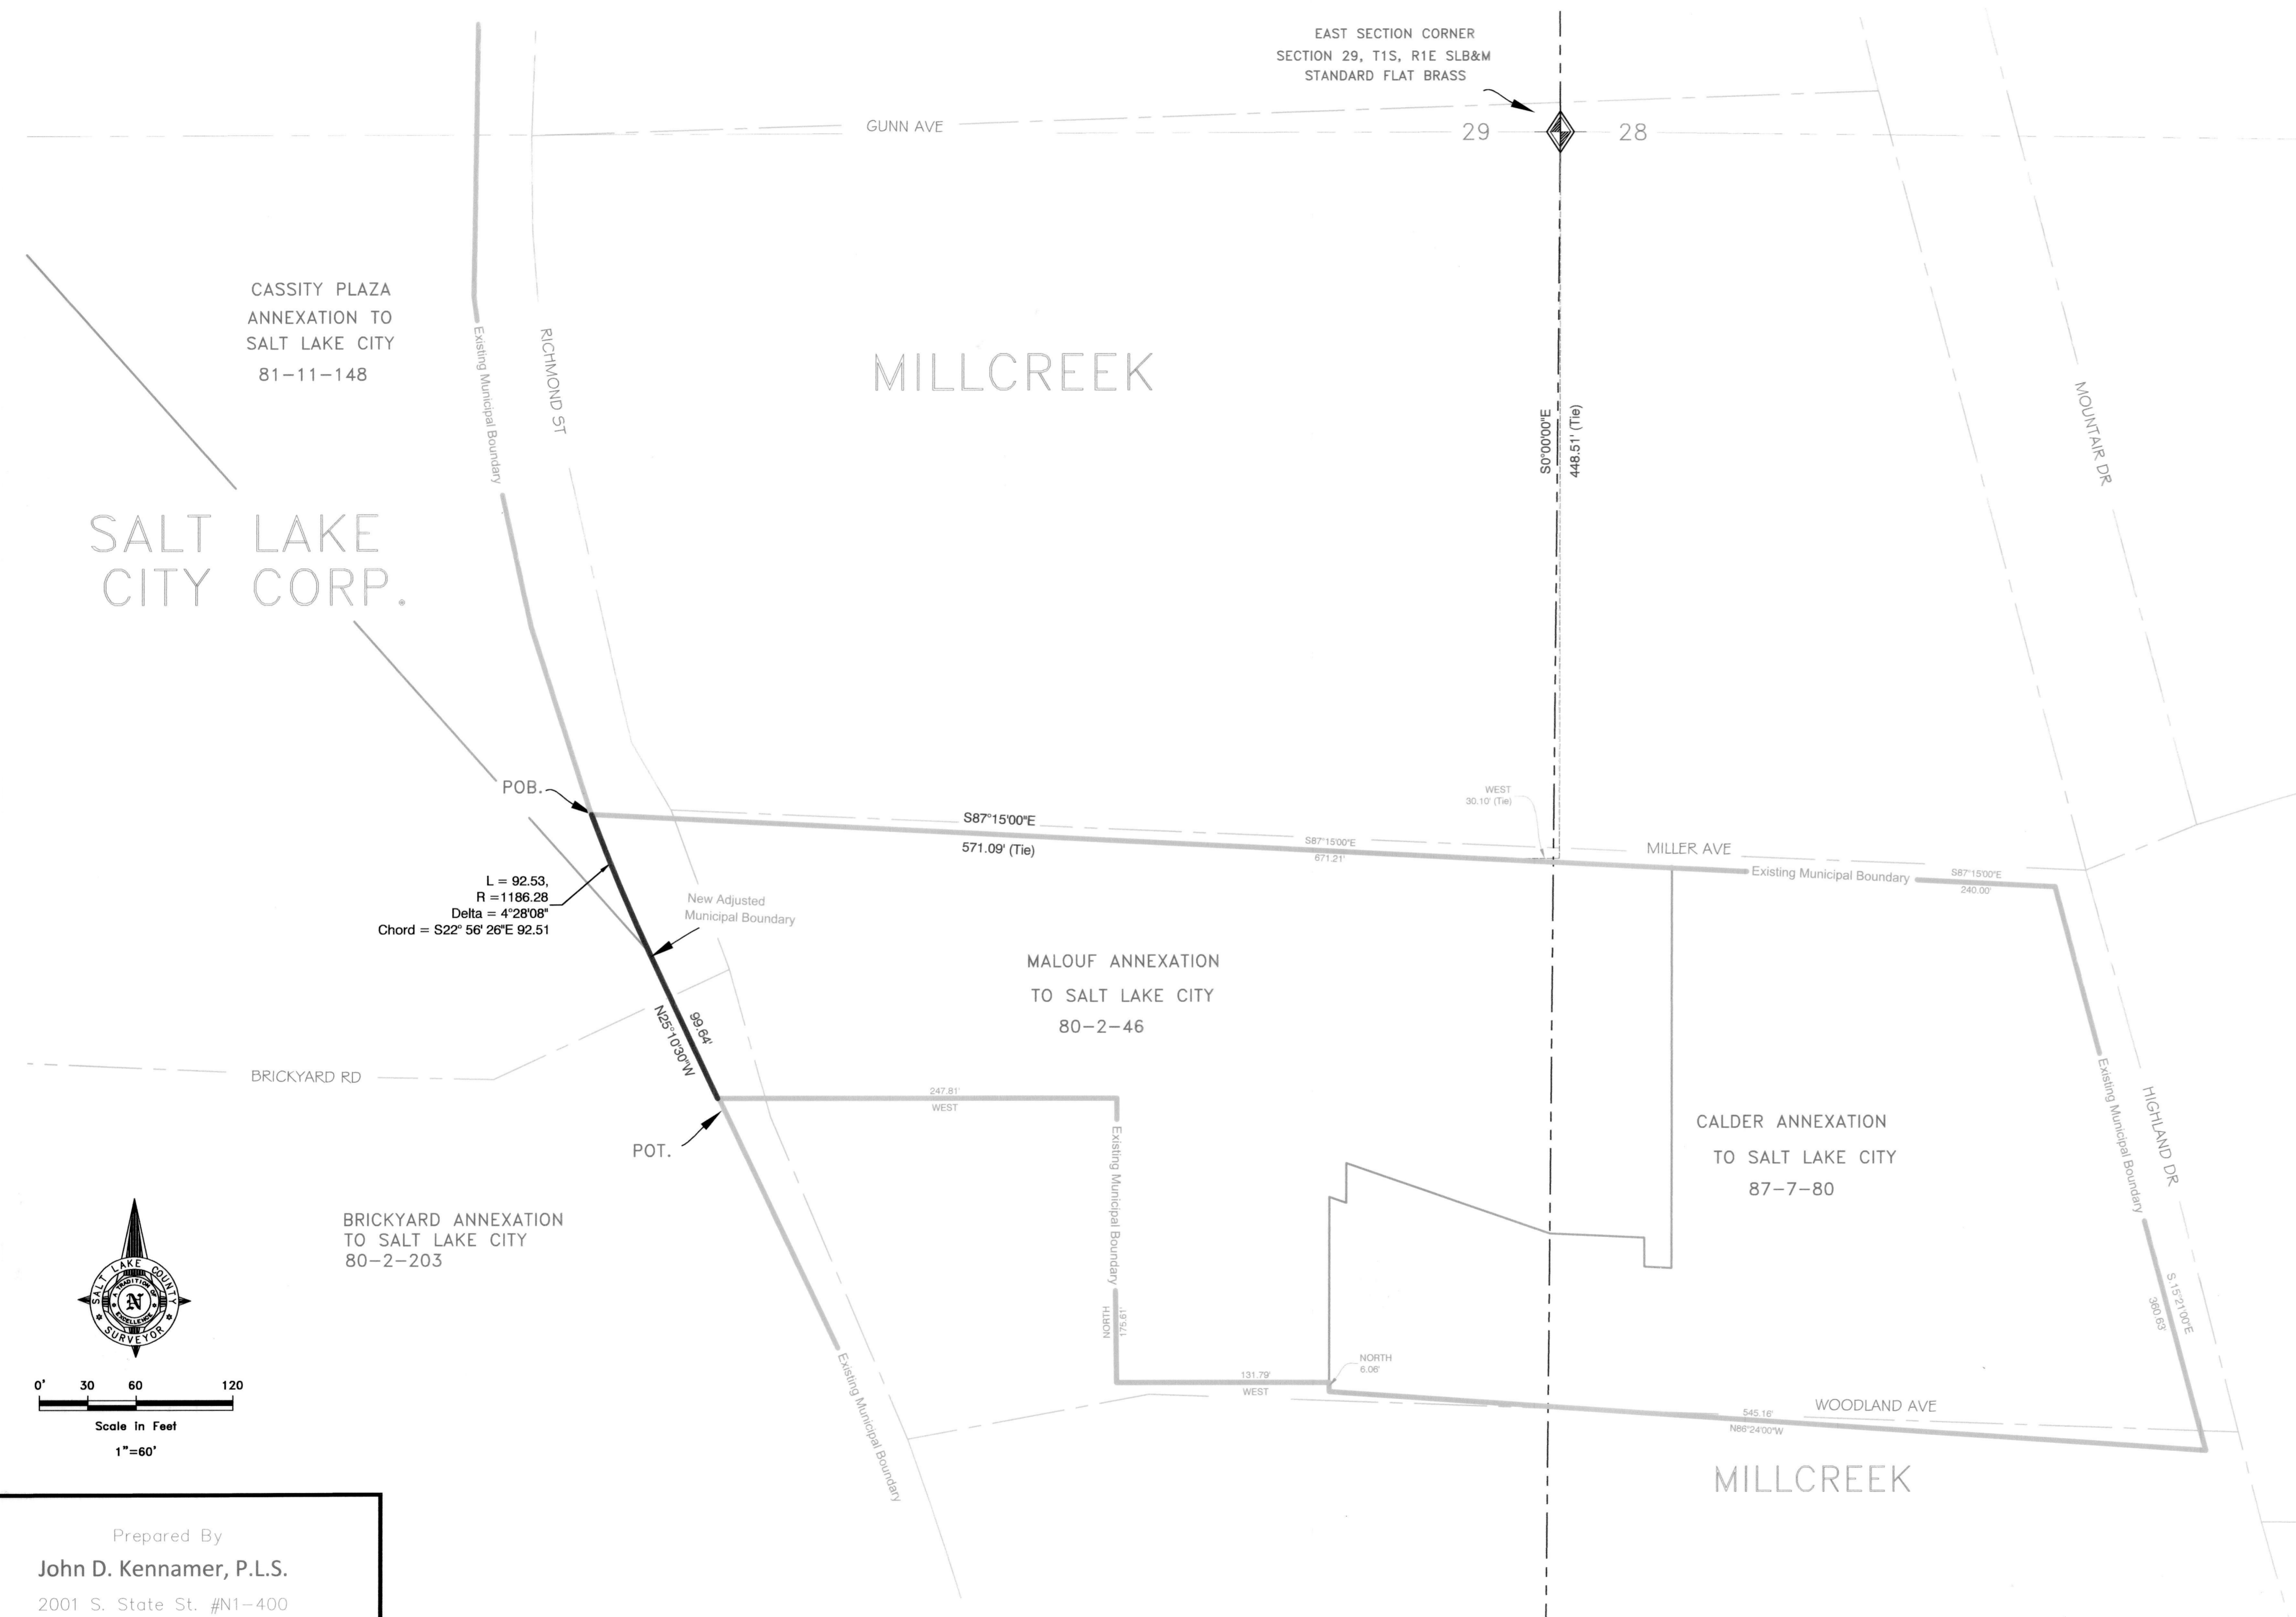 EAST SECTION CORNER
SECTION 29, T1S, R1E SLB&M
STANDARD FLAT BRASS
GUNN AVE
29
28
CASSITY PLAZA
ANNEXATION TO
SALT LAKE CITY
81-11-148
Existing Municipal Boundary
RICHMOND ST
MILLCREEK
S0°00'00"E
448.51' (Tie)
MOUNTAIR DR
SALT LAKE
CITY CORP.
POB.
S87°15'00"E
571.09' (Tie)
WEST
30.10' (Tie)
S87°15'00"E
671.21'
MILLER AVE
Existing Municipal Boundary
S87°15'00"E
240.00'
L = 92.53,
R =1186.28
Delta = 4°28'08"
Chord = S22° 56' 26"E 92.51
New Adjusted
Municipal Boundary
MALOUF ANNEXATION
TO SALT LAKE CITY
80-2-46
99.64'
N25°10'30"W
BRICKYARD RD
247.81'
WEST
POT.
Existing Municipal Boundary
CALDER ANNEXATION
TO SALT LAKE CITY
87-7-80
Existing Municipal Boundary
HIGHLAND DR
BRICKYARD ANNEXATION
TO SALT LAKE CITY
80-2-203
SALT LAKE COUNTY
SURVEYOR
A TRADITION OF
EXCELLENCE
N
NORTH
175.61'
S 15°21'00"E
360.63'
NORTH
6.06'
131.79'
WEST
Existing Municipal Boundary
0' 30 60 120
Scale in Feet
1"=60'
545.16'
N86°24'00"W
WOODLAND AVE
MILLCREEK
Prepared By
John D. Kennamer, P.L.S.
2001 S. State St. #N1-400